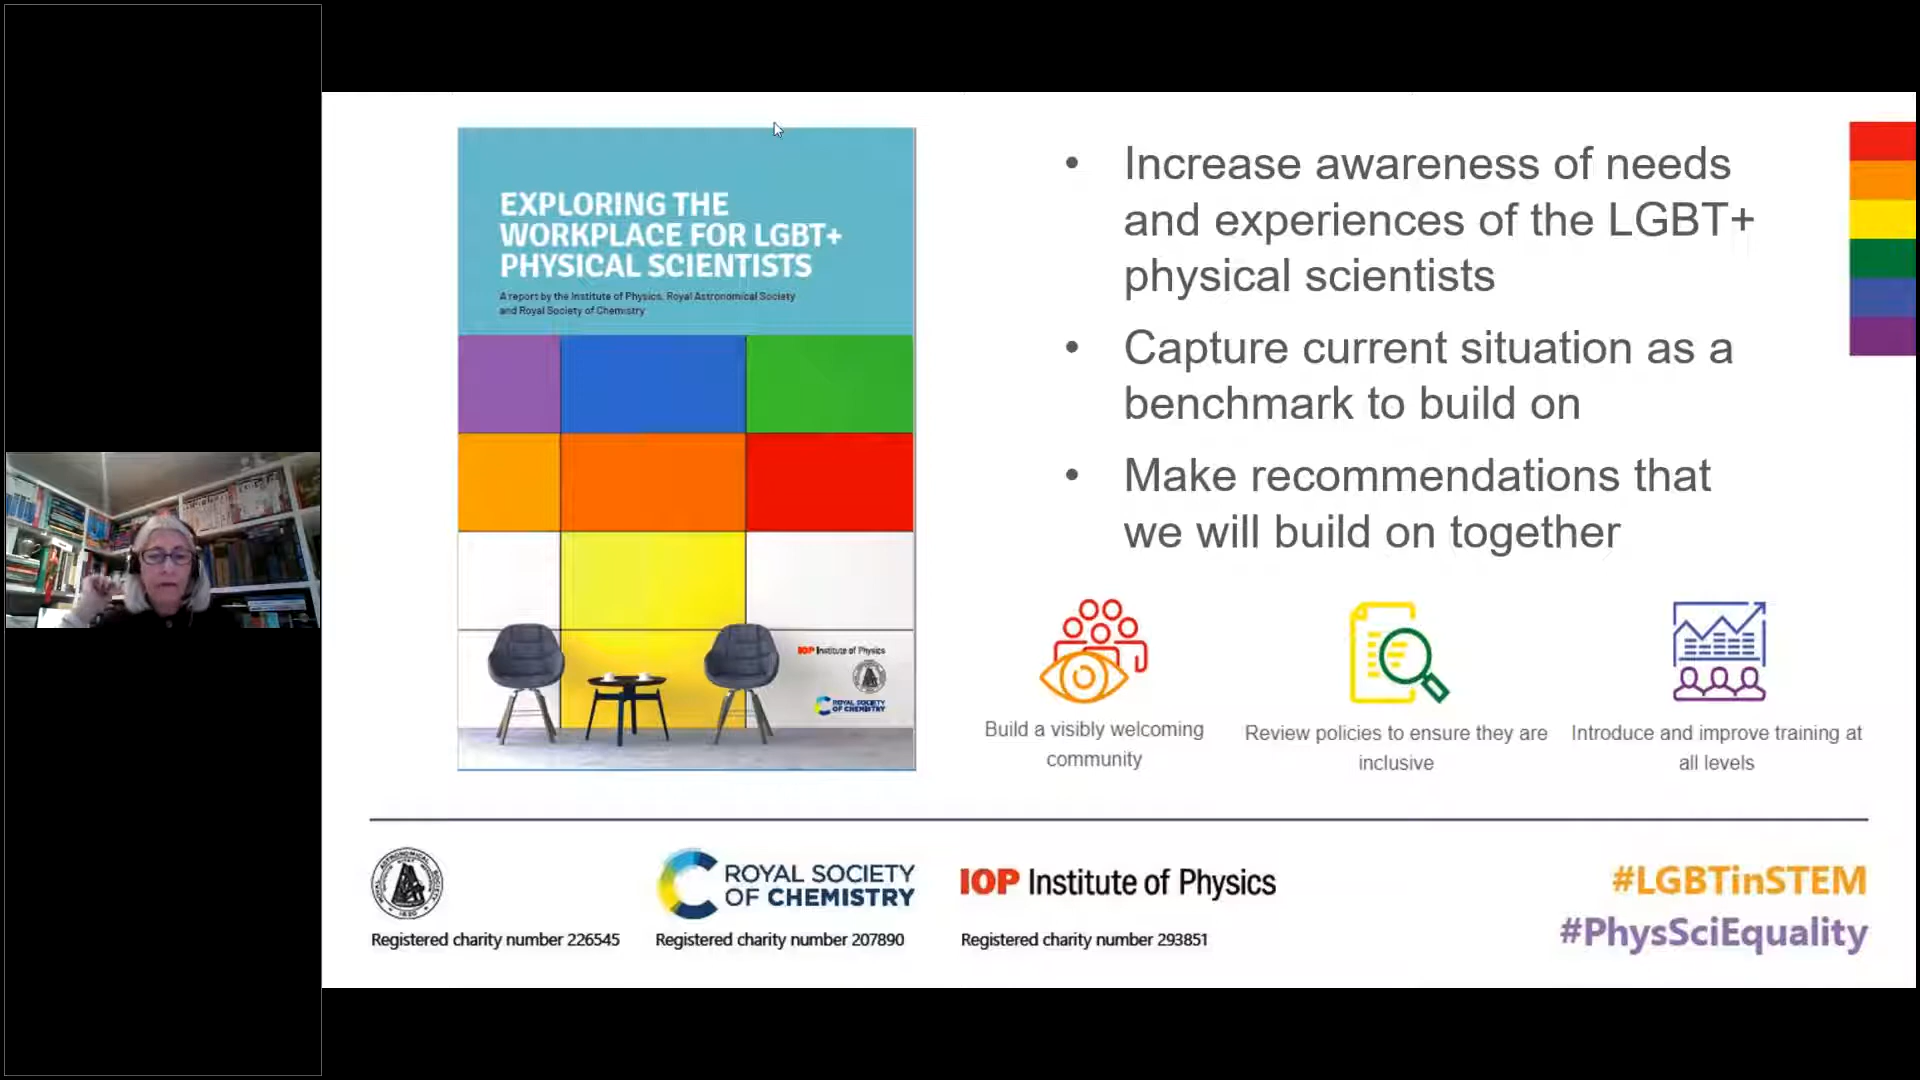 EXPLORING THE
WORKPLACE FOR LGBT+
PHYSICAL SCIENTISTS
A report by the Institute of Physics, Royal Astronomical Society
and Royal Society of Chemistry
IOP Institute of Physics
ROYAL SOCIETY
OF CHEMISTRY
• Increase awareness of needs
and experiences of the LGBT+
physical scientists
• Capture current situation as a
benchmark to build on
• Make recommendations that
we will build on together
Build a visibly welcoming
community
Review policies to ensure they are
inclusive
Introduce and improve training at
all levels
ROYAL ASTRONOMICAL SOCIETY
1820
Registered charity number 226545
ROYAL SOCIETY
OF CHEMISTRY
Registered charity number 207890
IOP Institute of Physics
Registered charity number 293851
#LGBTinSTEM
#PhysSciEquality